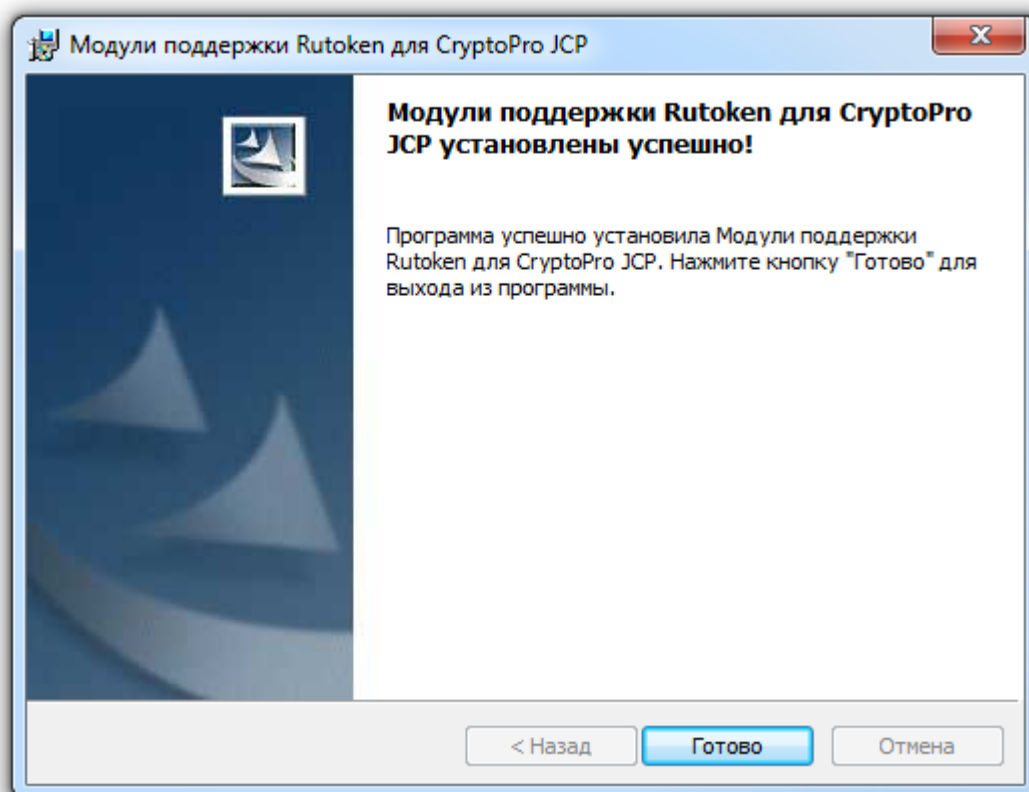 Модули поддержки Rutoken для CryptoPro JCP
Модули поддержки Rutoken для CryptoPro
JCP установлены успешно!
Программа успешно установила Модули поддержки
Rutoken для CryptoPro JCP. Нажмите кнопку "Готово" для
выхода из программы.
< Назад
Готово
Отмена